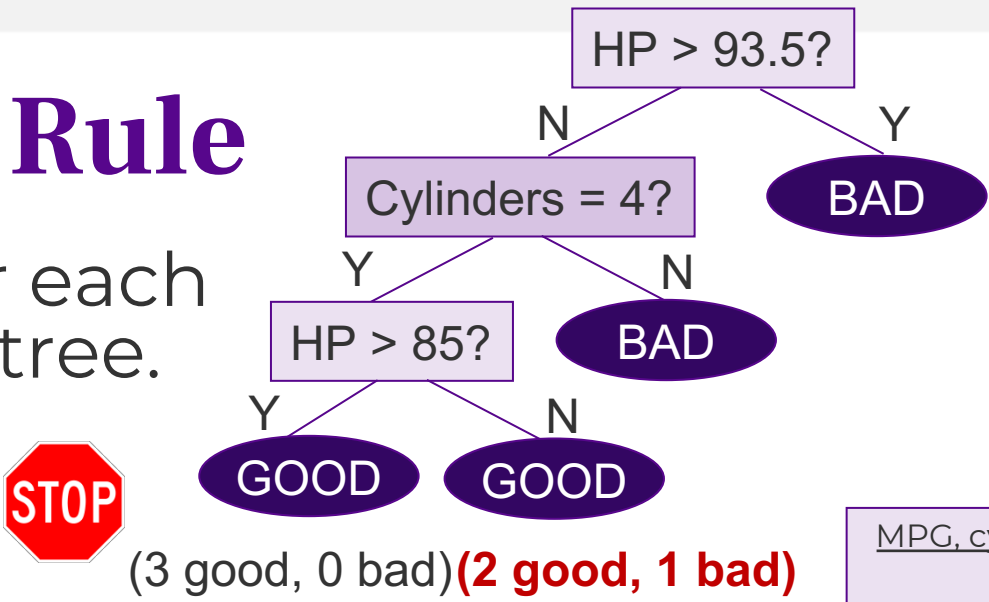 HP > 93.5?
Rule
N
Y
Cylinders = 4?
BAD
each
Y
N
tree.
HP > 85?
BAD
Y
N
GOOD
GOOD
STOP
(3 good, 0 bad) (2 good, 1 bad)
MPG,